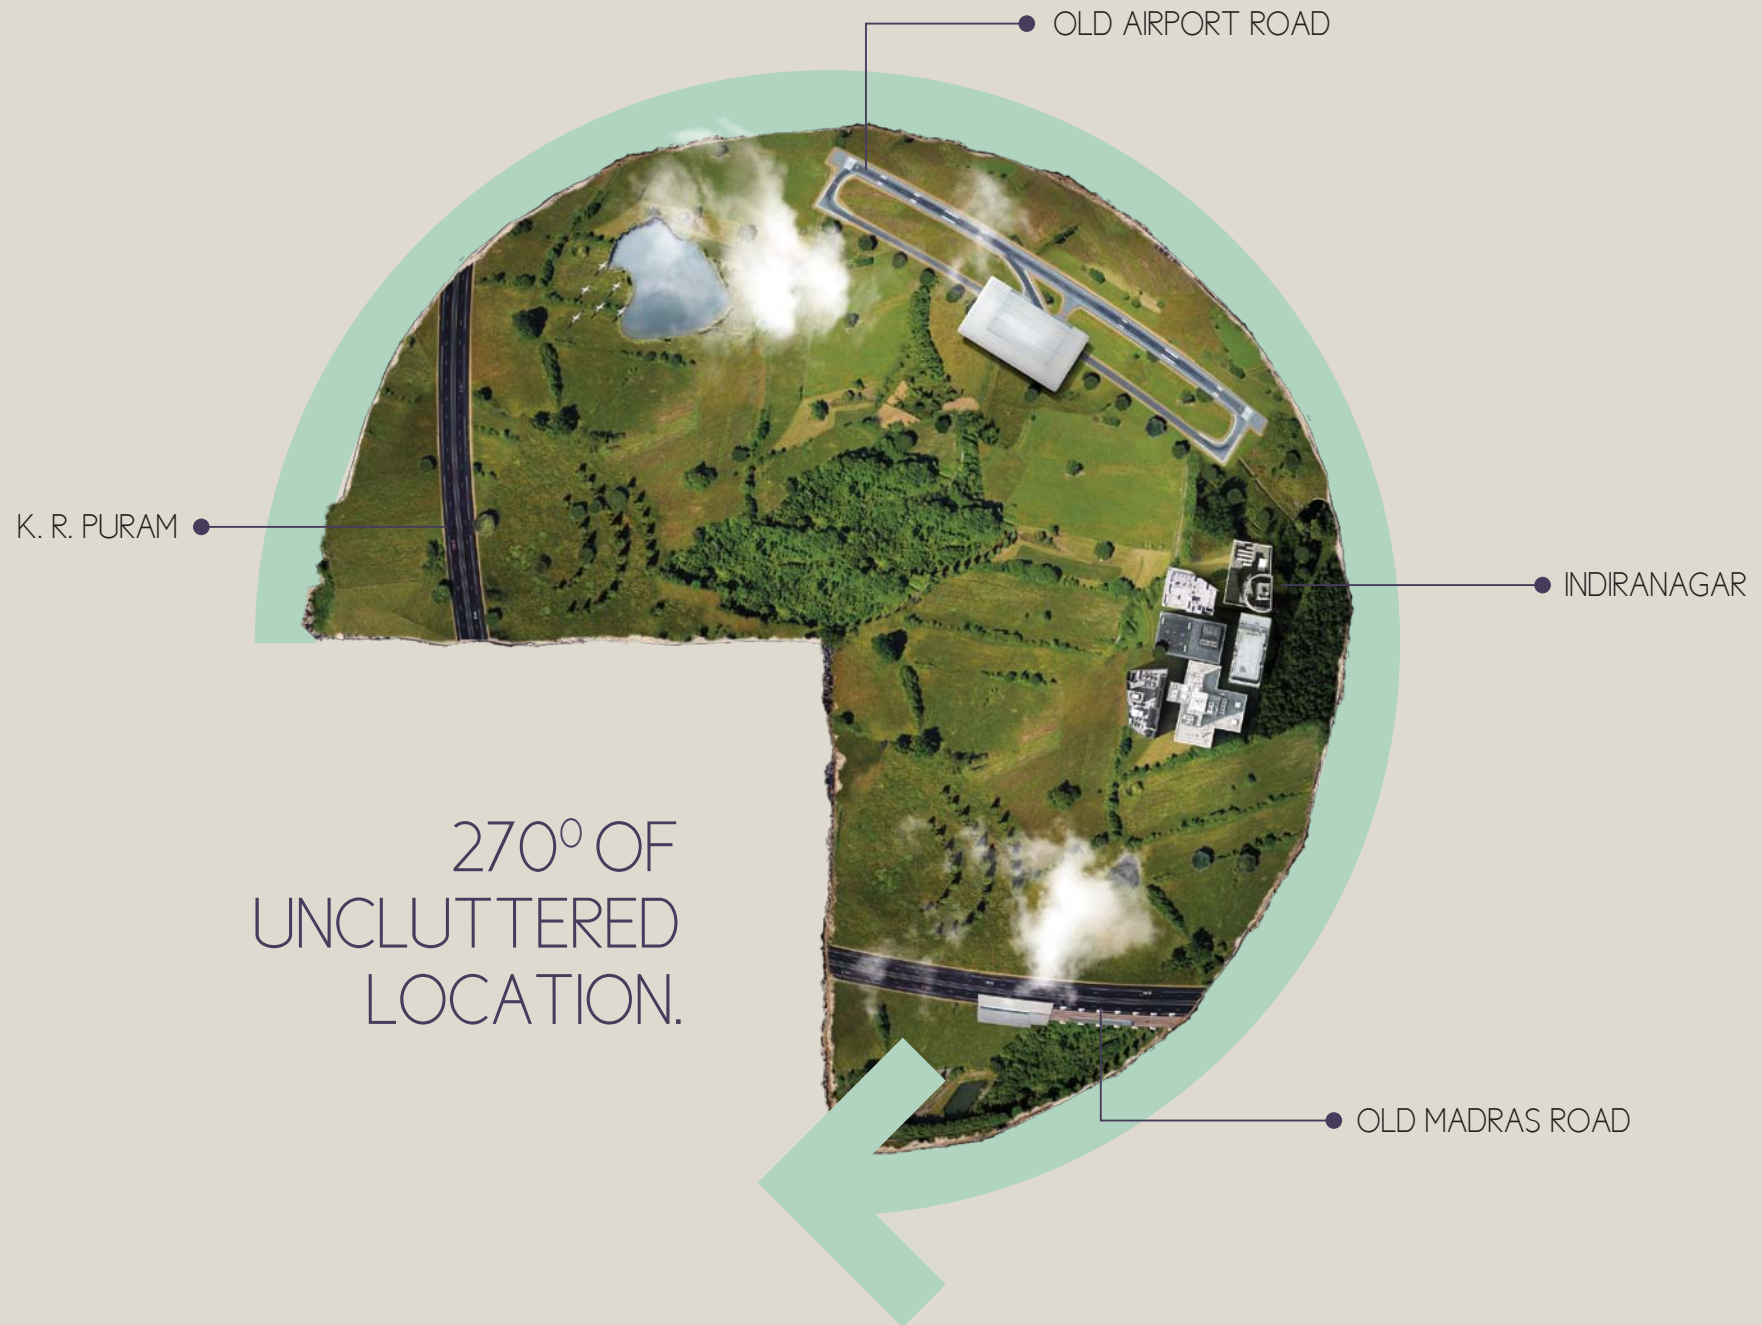 OLD AIRPORT ROAD
K. R. PURAM
INDIRANAGAR
270⁰ OF
UNCLUTTERED
LOCATION.
OLD MADRAS ROAD